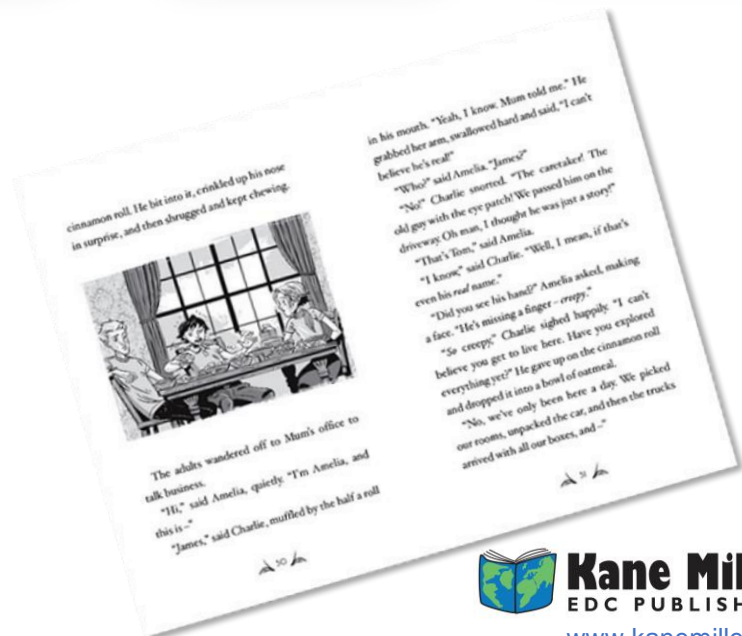 cinnamon roll. He bit into it, crinkled up his nose
in surprise, and then shrugged and kept chewing.
The adults wandered off to Mum's office to
talk business.
"Hi," said Amelia, quietly. "I'm Amelia, and
this is –"
"James," said Charlie, muffled by the half a roll
30
in his mouth. "Yeah, I know. Mum told me." He
grabbed her arm, swallowed hard and said, "I can't
believe he's real!"
"Who?" said Amelia. "James?"
"No!" Charlie snorted. "The caretaker! The
old guy with the eye patch! We passed him on the
driveway. Oh man, I thought he was just a story!"
"That's Tom," said Amelia.
"I know," said Charlie. "Well, I mean, if that's
even his real name."
"Did you see his hand?" Amelia asked, making
a face. "He's missing a finger – creepy."
"So creepy," Charlie sighed happily. "I can't
believe you get to live here. Have you explored
everything yet?" He gave up on the cinnamon roll
and dropped it into a bowl of oatmeal.
"No, we've only been here a day. We picked
our rooms, unpacked the car, and then the trucks
arrived with all our boxes, and –"
31
Kane Mil
EDC PUBLISH
www.kanemille